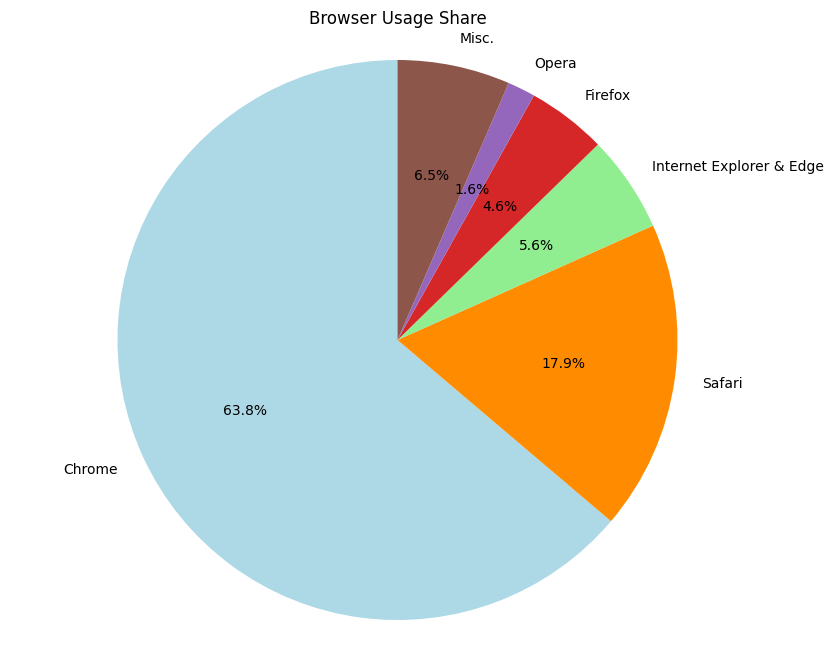 Browser Usage Share
Misc.
Opera
Firefox
Internet Explorer & Edge
6.5%
1.6%
4.6%
5.6%
17.9%
Safari
63.8%
Chrome